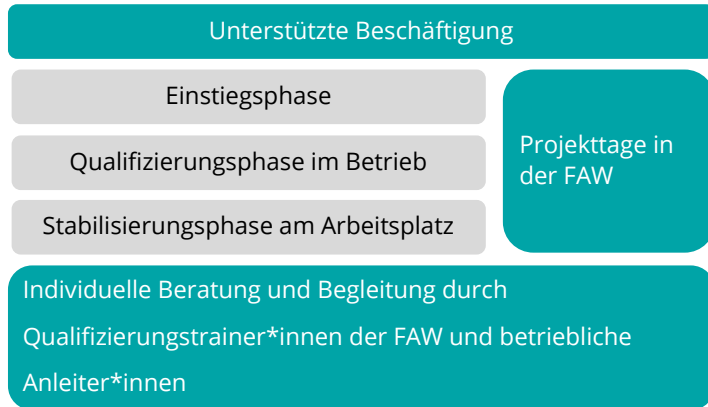 Unterstützte Beschäftigung
Einstiegsphase
Qualifizierungsphase im Betrieb
Stabilisierungsphase am Arbeitsplatz
Projekttage in
der FAW
Individuelle Beratung und Begleitung durch
Qualifizierungstrainer*innen der FAW und betriebliche
Anleiter*innen